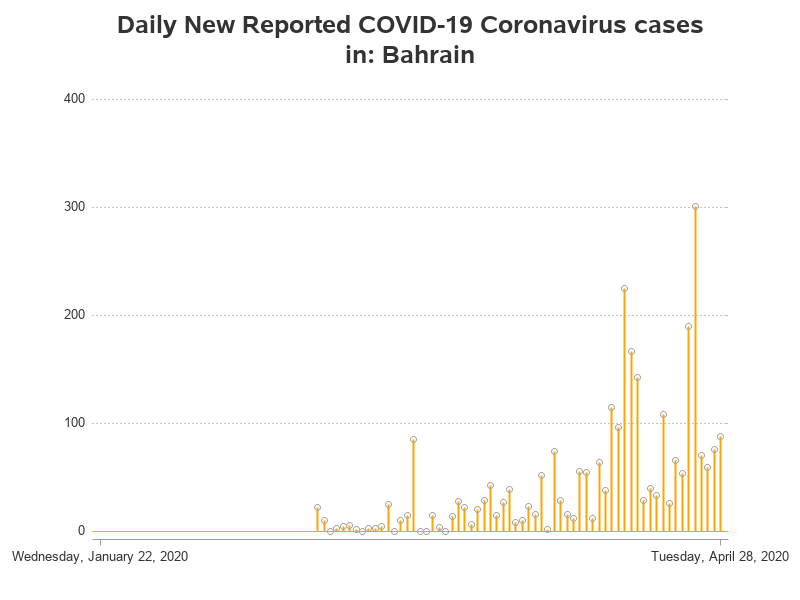 Daily New Reported COVID-19 Coronavirus cases
in: Bahrain
400
300
200
100
0
Wednesday, January 22, 2020
Tuesday, April 28, 2020